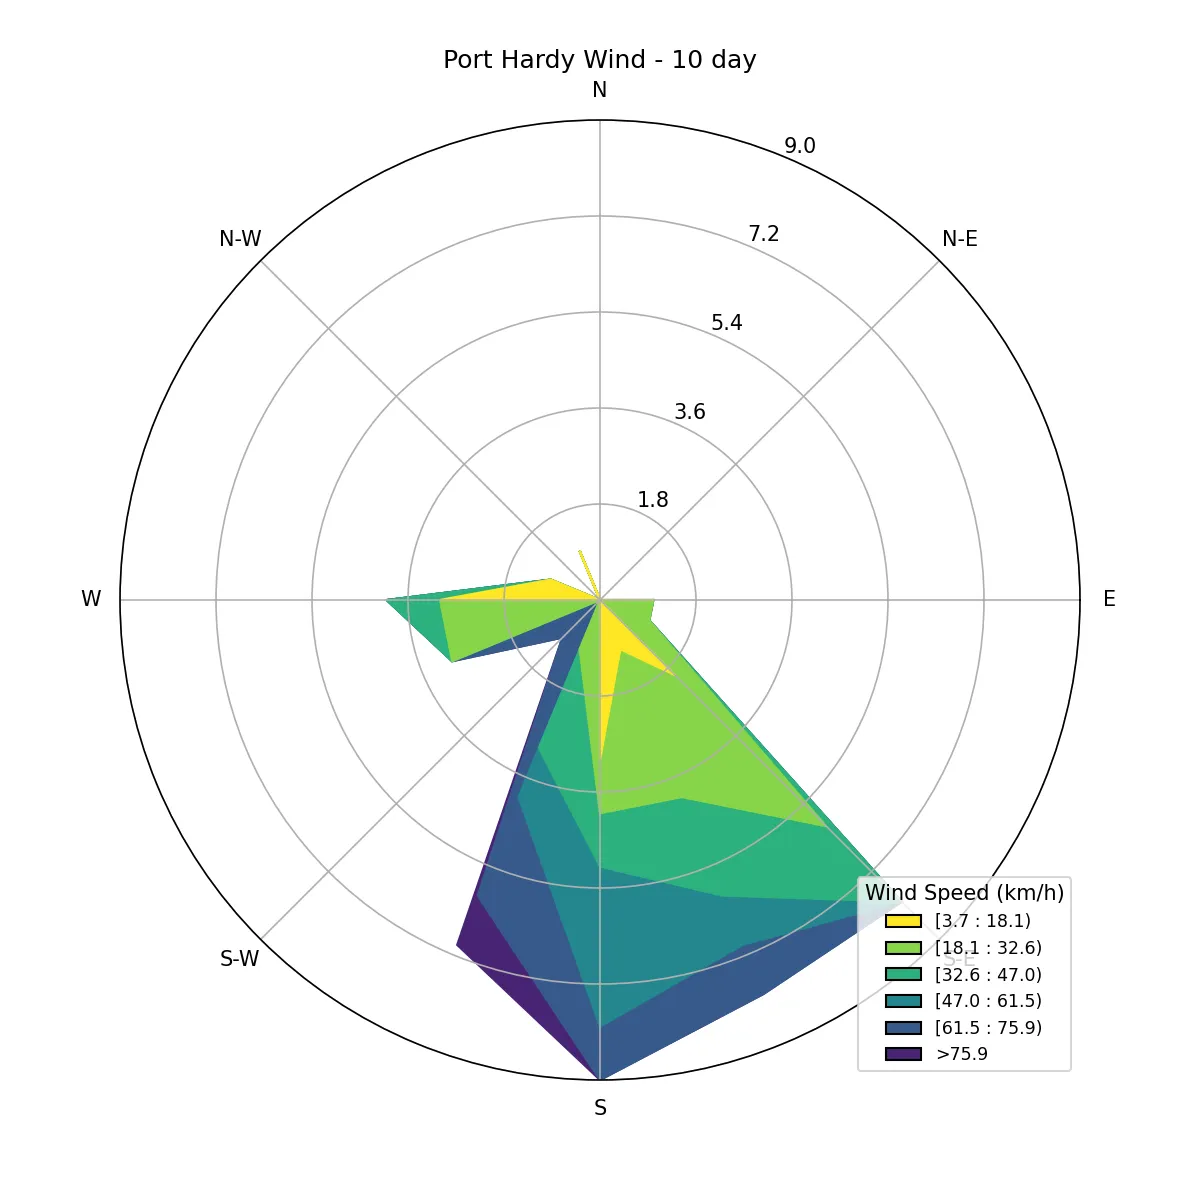 Port Hardy Wind - 10 day
N
9.0
N-W
N-E
7.2
5.4
3.6
1.8
W
E
S-W
S-E
S
Wind Speed (km/h)
[3.7 : 18.1)
[18.1 : 32.6)
[32.6 : 47.0)
[47.0 : 61.5)
[61.5 : 75.9)
>75.9